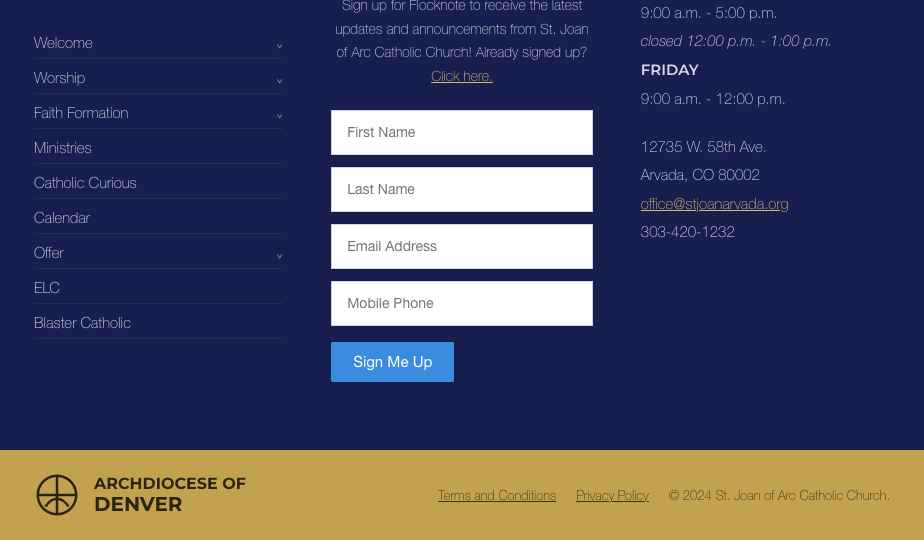 Welcome
Worship
Faith Formation
Ministries
Catholic Curious
Calendar
Offer
ELC
Blaster Catholic
Sign up for Flocknote to receive the latest
updates and announcements from St. Joan
of Arc Catholic Church! Already signed up?
Click here.
First Name
Last Name
Email Address
Mobile Phone
Sign Me Up
9:00 a.m. - 5:00 p.m.
closed 12:00 p.m. - 1:00 p.m.
FRIDAY
9:00 a.m. - 12:00 p.m.
12735 W. 58th Ave.
Arvada, CO 80002
office@stjoanarvada.org
303-420-1232
ARCHDIOCESE OF
DENVER
Terms and Conditions Privacy Policy © 2024 St. Joan of Arc Catholic Church.